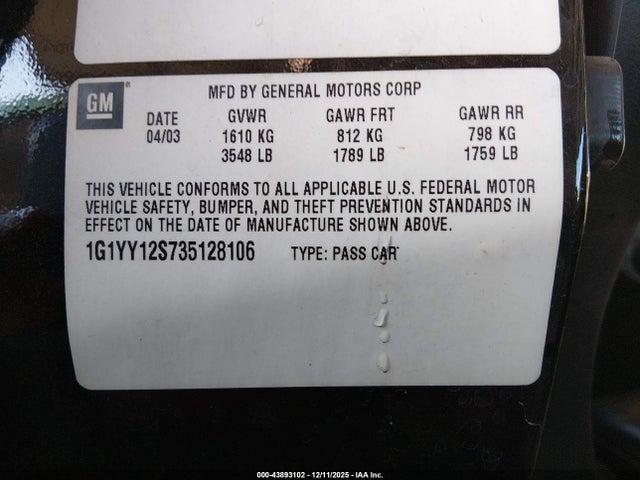 GM
MFD BY GENERAL MOTORS CORP
DATE GVWR GAWR FRT GAWR RR
04/03 1610 KG 812 KG 798 KG
3548 LB 1789 LB 1759 LB
THIS VEHICLE CONFORMS TO ALL APPLICABLE U.S. FEDERAL MOTOR
VEHICLE SAFETY, BUMPER, AND THEFT PREVENTION STANDARDS IN
EFFECT ON THE DATE OF MANUFACTURE SHOWN ABOVE.
1G1YY12S735128106 TYPE: PASS CAR
000-43893102 - 12/11/2025 - IAA Inc.